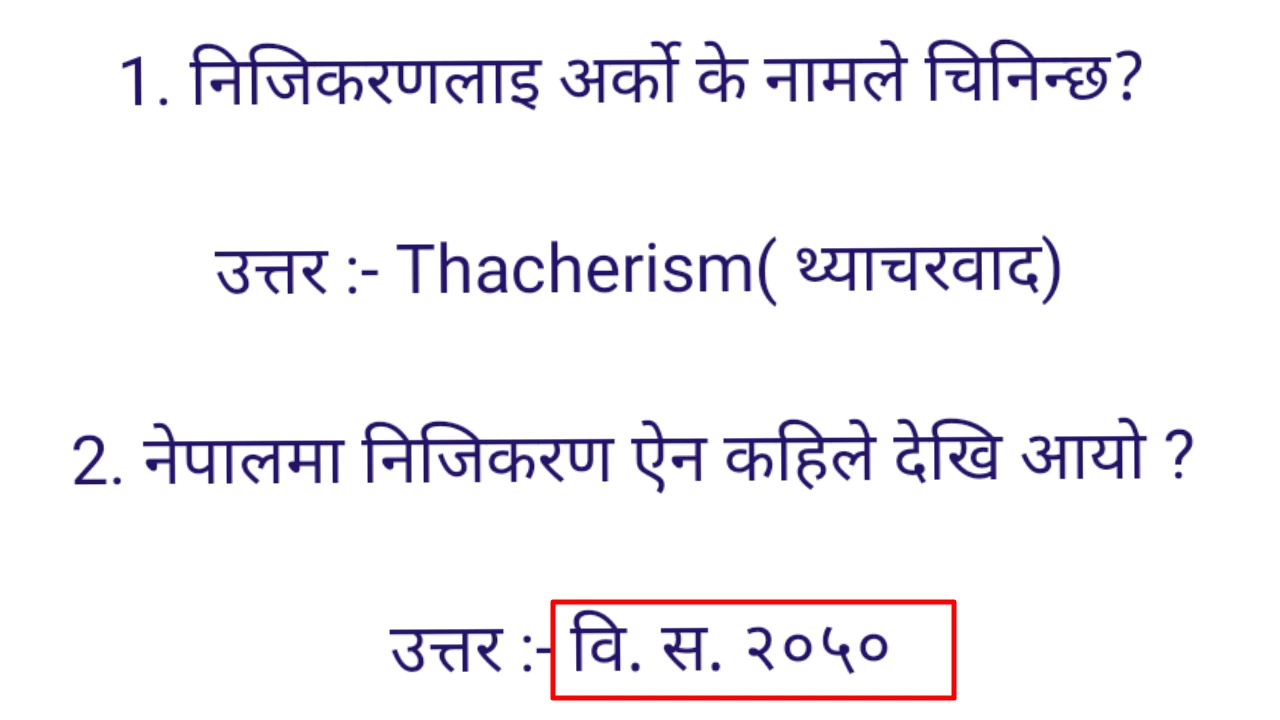 1. निजिकरणलाइ अर्को के नामले चिनिन्छ?
उत्तर :- Thacherism( थ्याचरवाद)
2. नेपालमा निजिकरण ऐन कहिले देखि आयो ?
उत्तर :- वि. स. २०५०